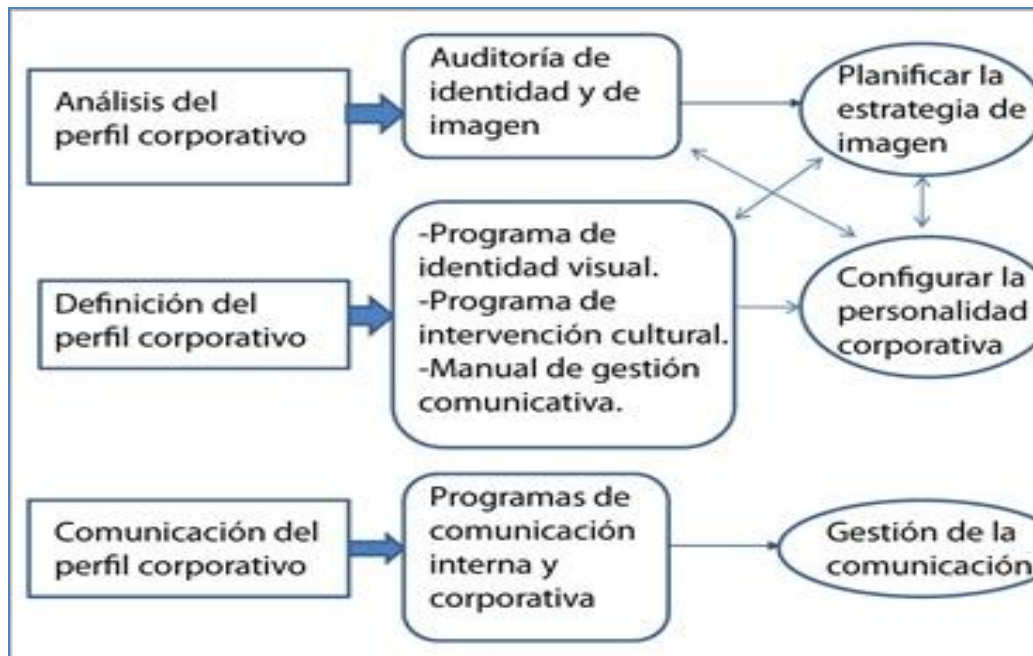 Análisis del
perfil corporativo
Auditoría de
identidad y de
imagen
Planificar la
estrategia de
imagen
Definición del
perfil corporativo
-Programa de
identidad visual.
-Programa de
intervención cultural.
-Manual de gestión
comunicativa.
Configurar la
personalidad
corporativa
Comunicación del
perfil corporativo
Programas de
comunicación
interna y
corporativa
Gestión de la
comunicación